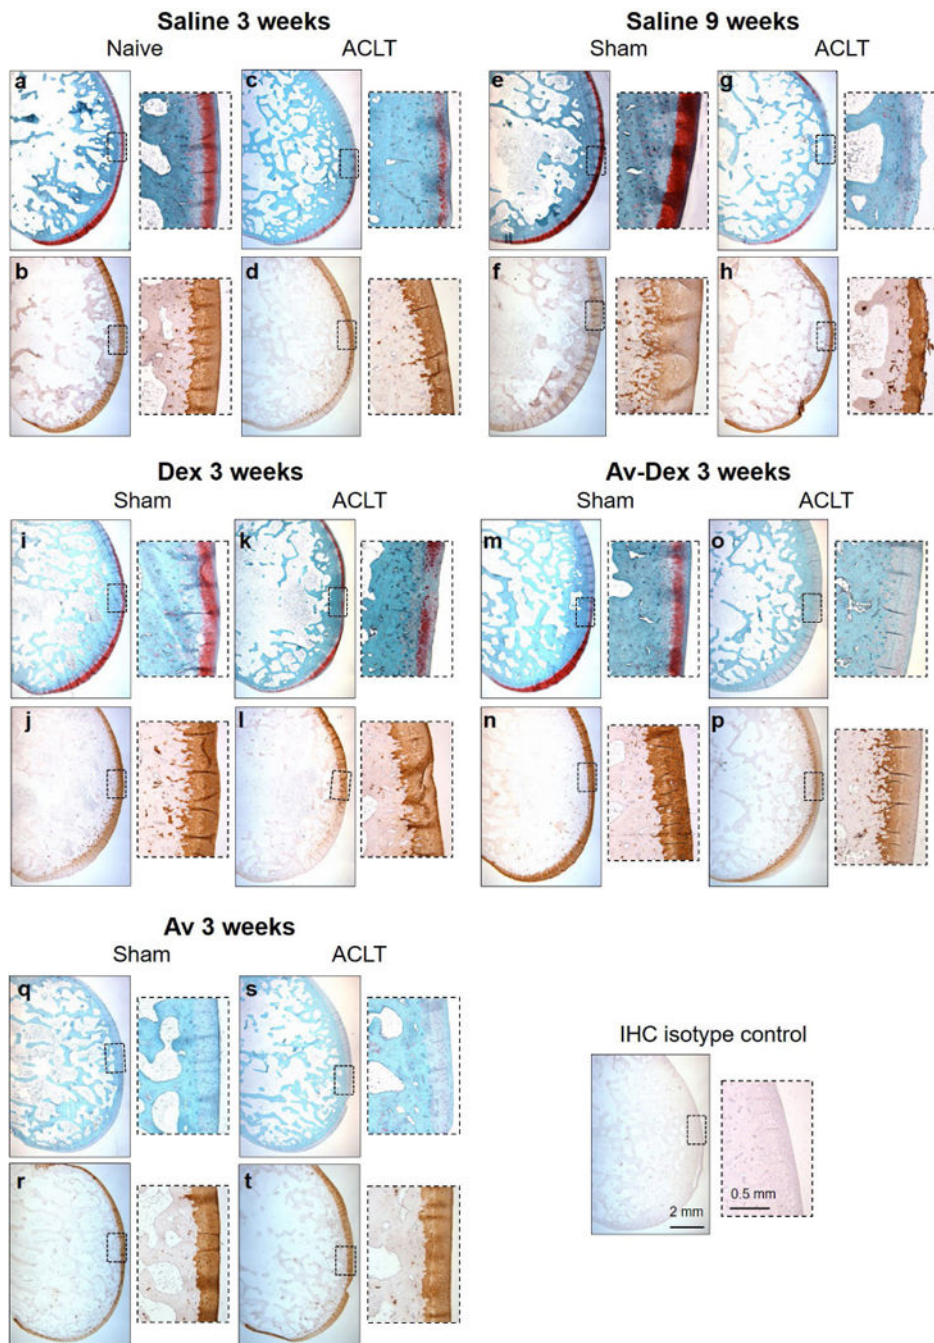 Saline 3 weeks
Saline 9 weeks
Naive
ACLT
Sham
ACLT
a
c
e
g
b
d
f
h
Dex 3 weeks
Av-Dex 3 weeks
Sham
ACLT
Sham
ACLT
i
k
m
o
j
l
n
p
Av 3 weeks
Sham
ACLT
q
s
IHC isotype control
r
t
0.5 mm
2 mm